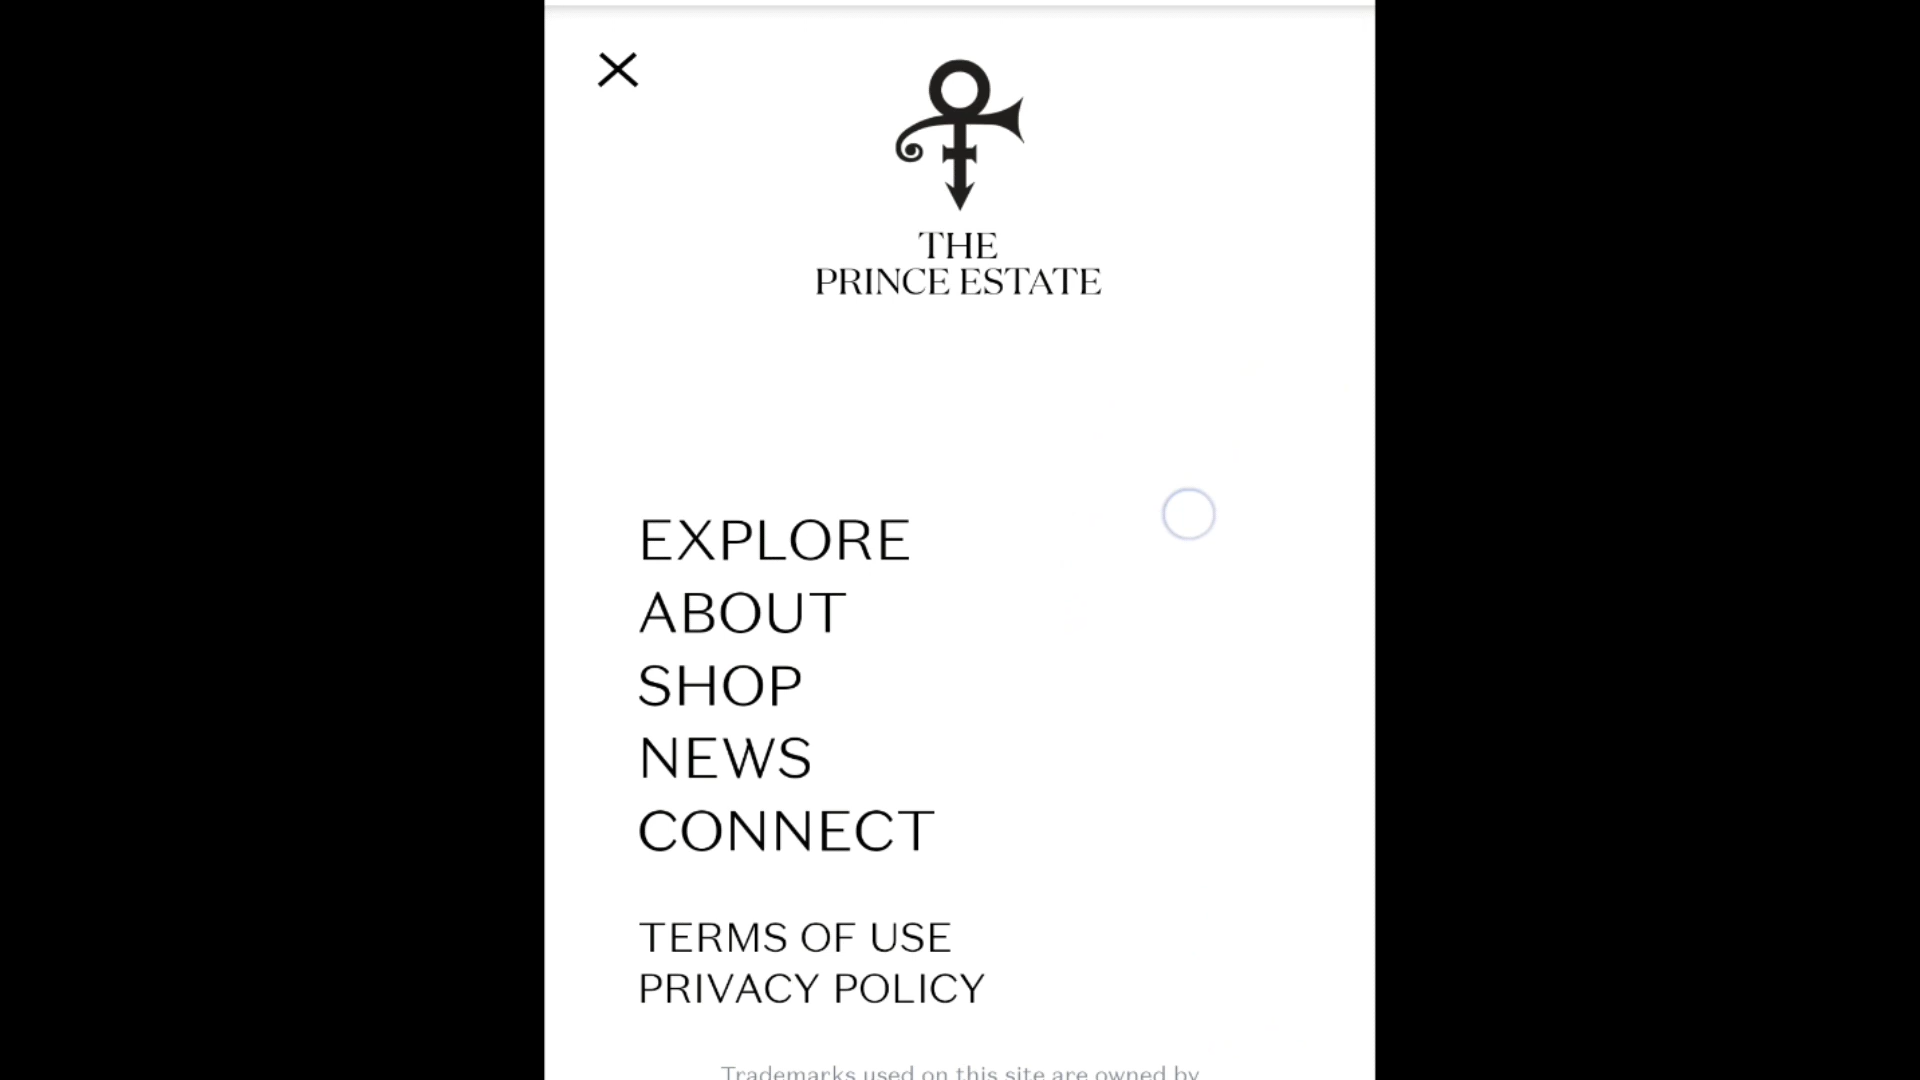 THE
PRINCE ESTATE
EXPLORE
ABOUT
SHOP
NEWS
CONNECT
TERMS OF USE
PRIVACY POLICY
Trademarks used on this site are owned by